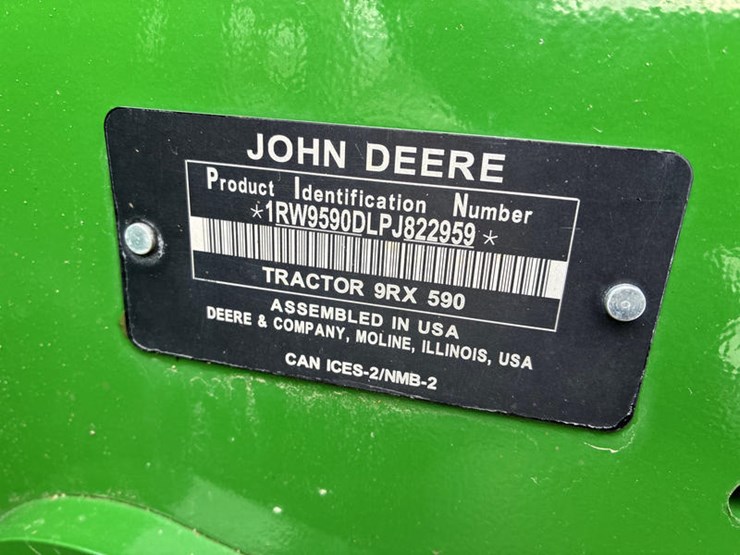 JOHN DEERE
Product Identification Number
*1RW9590DLPJ822959*
TRACTOR 9RX 590
ASSEMBLED IN USA
DEERE & COMPANY, MOLINE, ILLINOIS, USA
CAN ICES-2/NMB-2